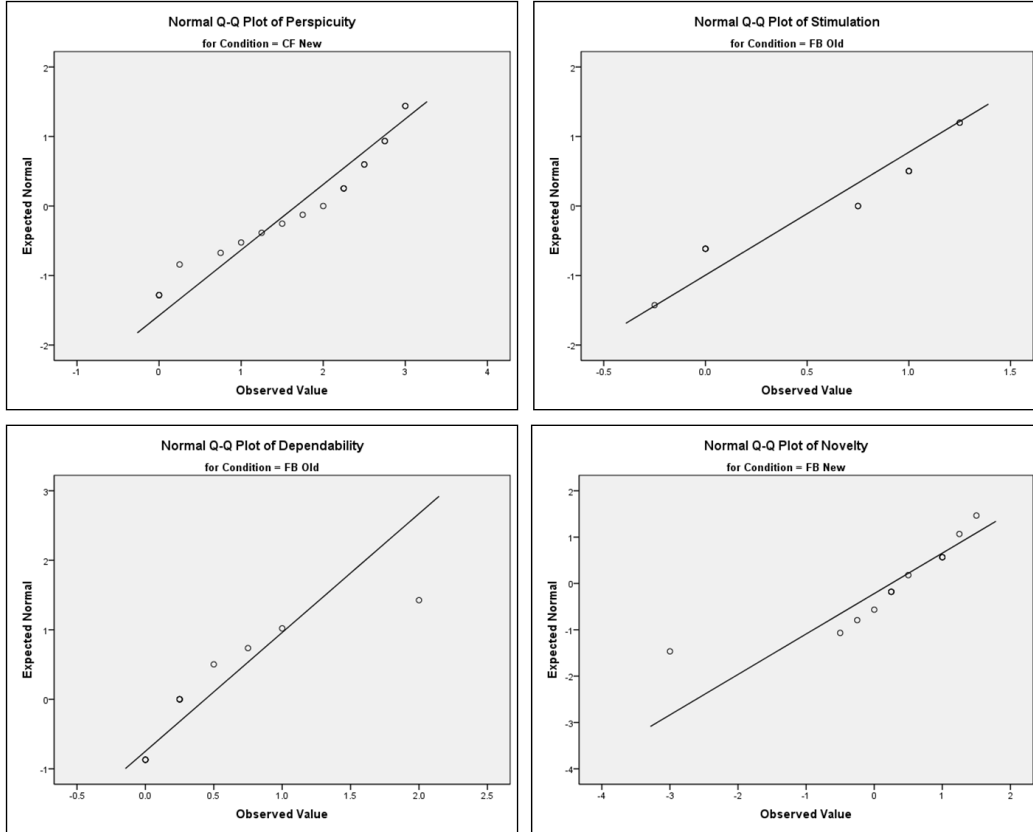 Normal Q-Q Plot of Perspicuity
for Condition = CF New
Expected Normal
2
1
0
-1
-2
-1
0
1
2
3
4
Observed Value
Normal Q-Q Plot of Stimulation
for Condition = FB Old
Expected Normal
2
1
0
-1
-2
-0.5
0.0
0.5
1.0
1.5
Observed Value
Normal Q-Q Plot of Dependability
for Condition = FB Old
Expected Normal
3
2
1
0
-1
-0.5
0.0
0.5
1.0
1.5
2.0
2.5
Observed Value
Normal Q-Q Plot of Novelty
for Condition = FB New
Expected Normal
2
1
0
-1
-2
-3
-4
-4
-3
-2
-1
0
1
2
Observed Value